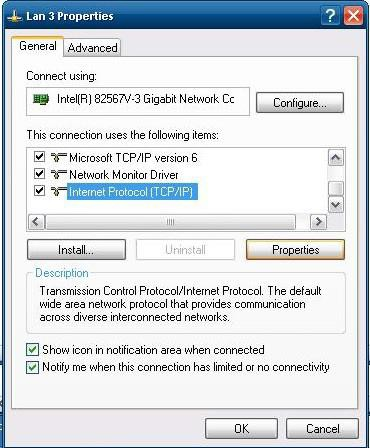 Lan 3 Properties
General
Advanced
Connect using:
Intel(R) 82567V-3 Gigabit Network Cc
Configure...
This connection uses the following items:
Microsoft TCP/IP version 6
Network Monitor Driver
Internet Protocol (TCP/IP)
Install...
Uninstall
Properties
Description
Transmission Control Protocol/Internet Protocol. The default
wide area network protocol that provides communication
across diverse interconnected networks.
Show icon in notification area when connected
Notify me when this connection has limited or no connectivity
OK
Cancel